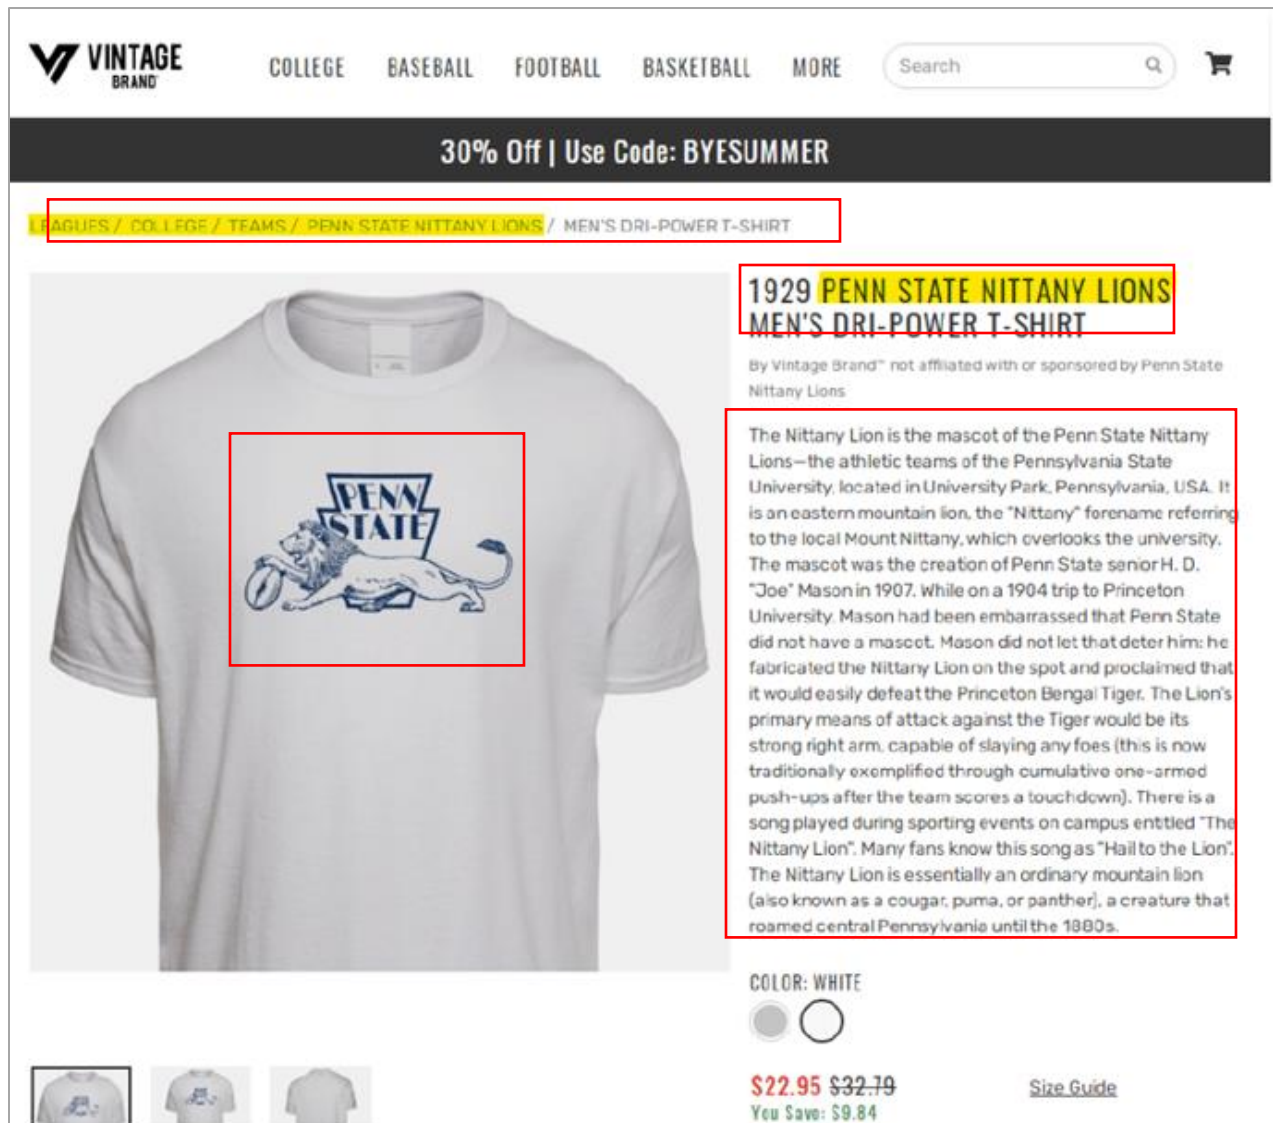 VINTAGE
BRAND
COLLEGE BASEBALL FOOTBALL BASKETBALL MORE Search
30% Off | Use Code: BYESUMMER
LEAGUES / COLLEGE / TEAMS / PENN STATE NITTANY LIONS / MEN'S DRI-POWER T-SHIRT
1929 PENN STATE NITTANY LIONS
MEN'S DRI-POWER T-SHIRT
By Vintage Brand™ not affiliated with or sponsored by Penn State
Nittany Lions
The Nittany Lion is the mascot of the Penn State Nittany
Lions—the athletic teams of the Pennsylvania State
University, located in University Park, Pennsylvania, USA. It
is an eastern mountain lion, the "Nittany" forename referring
to the local Mount Nittany, which overlooks the university.
The mascot was the creation of Penn State senior H. D.
"Joe" Mason in 1907. While on a 1904 trip to Princeton
University, Mason had been embarrassed that Penn State
did not have a mascot. Mason did not let that deter him: he
fabricated the Nittany Lion on the spot and proclaimed that
it would easily defeat the Princeton Bengal Tiger. The Lion's
primary means of attack against the Tiger would be its
strong right arm, capable of slaying any foes (this is now
traditionally exemplified through cumulative one-armed
push-ups after the team scores a touchdown). There is a
song played during sporting events on campus entitled "The
Nittany Lion". Many fans know this song as "Hail to the Lion".
The Nittany Lion is essentially an ordinary mountain lion
(also known as a cougar, puma, or panther), a creature that
roamed central Pennsylvania until the 1880s.
PENN
STATE
COLOR: WHITE
$22.95 $32.79 Size Guide
You Save: $9.84